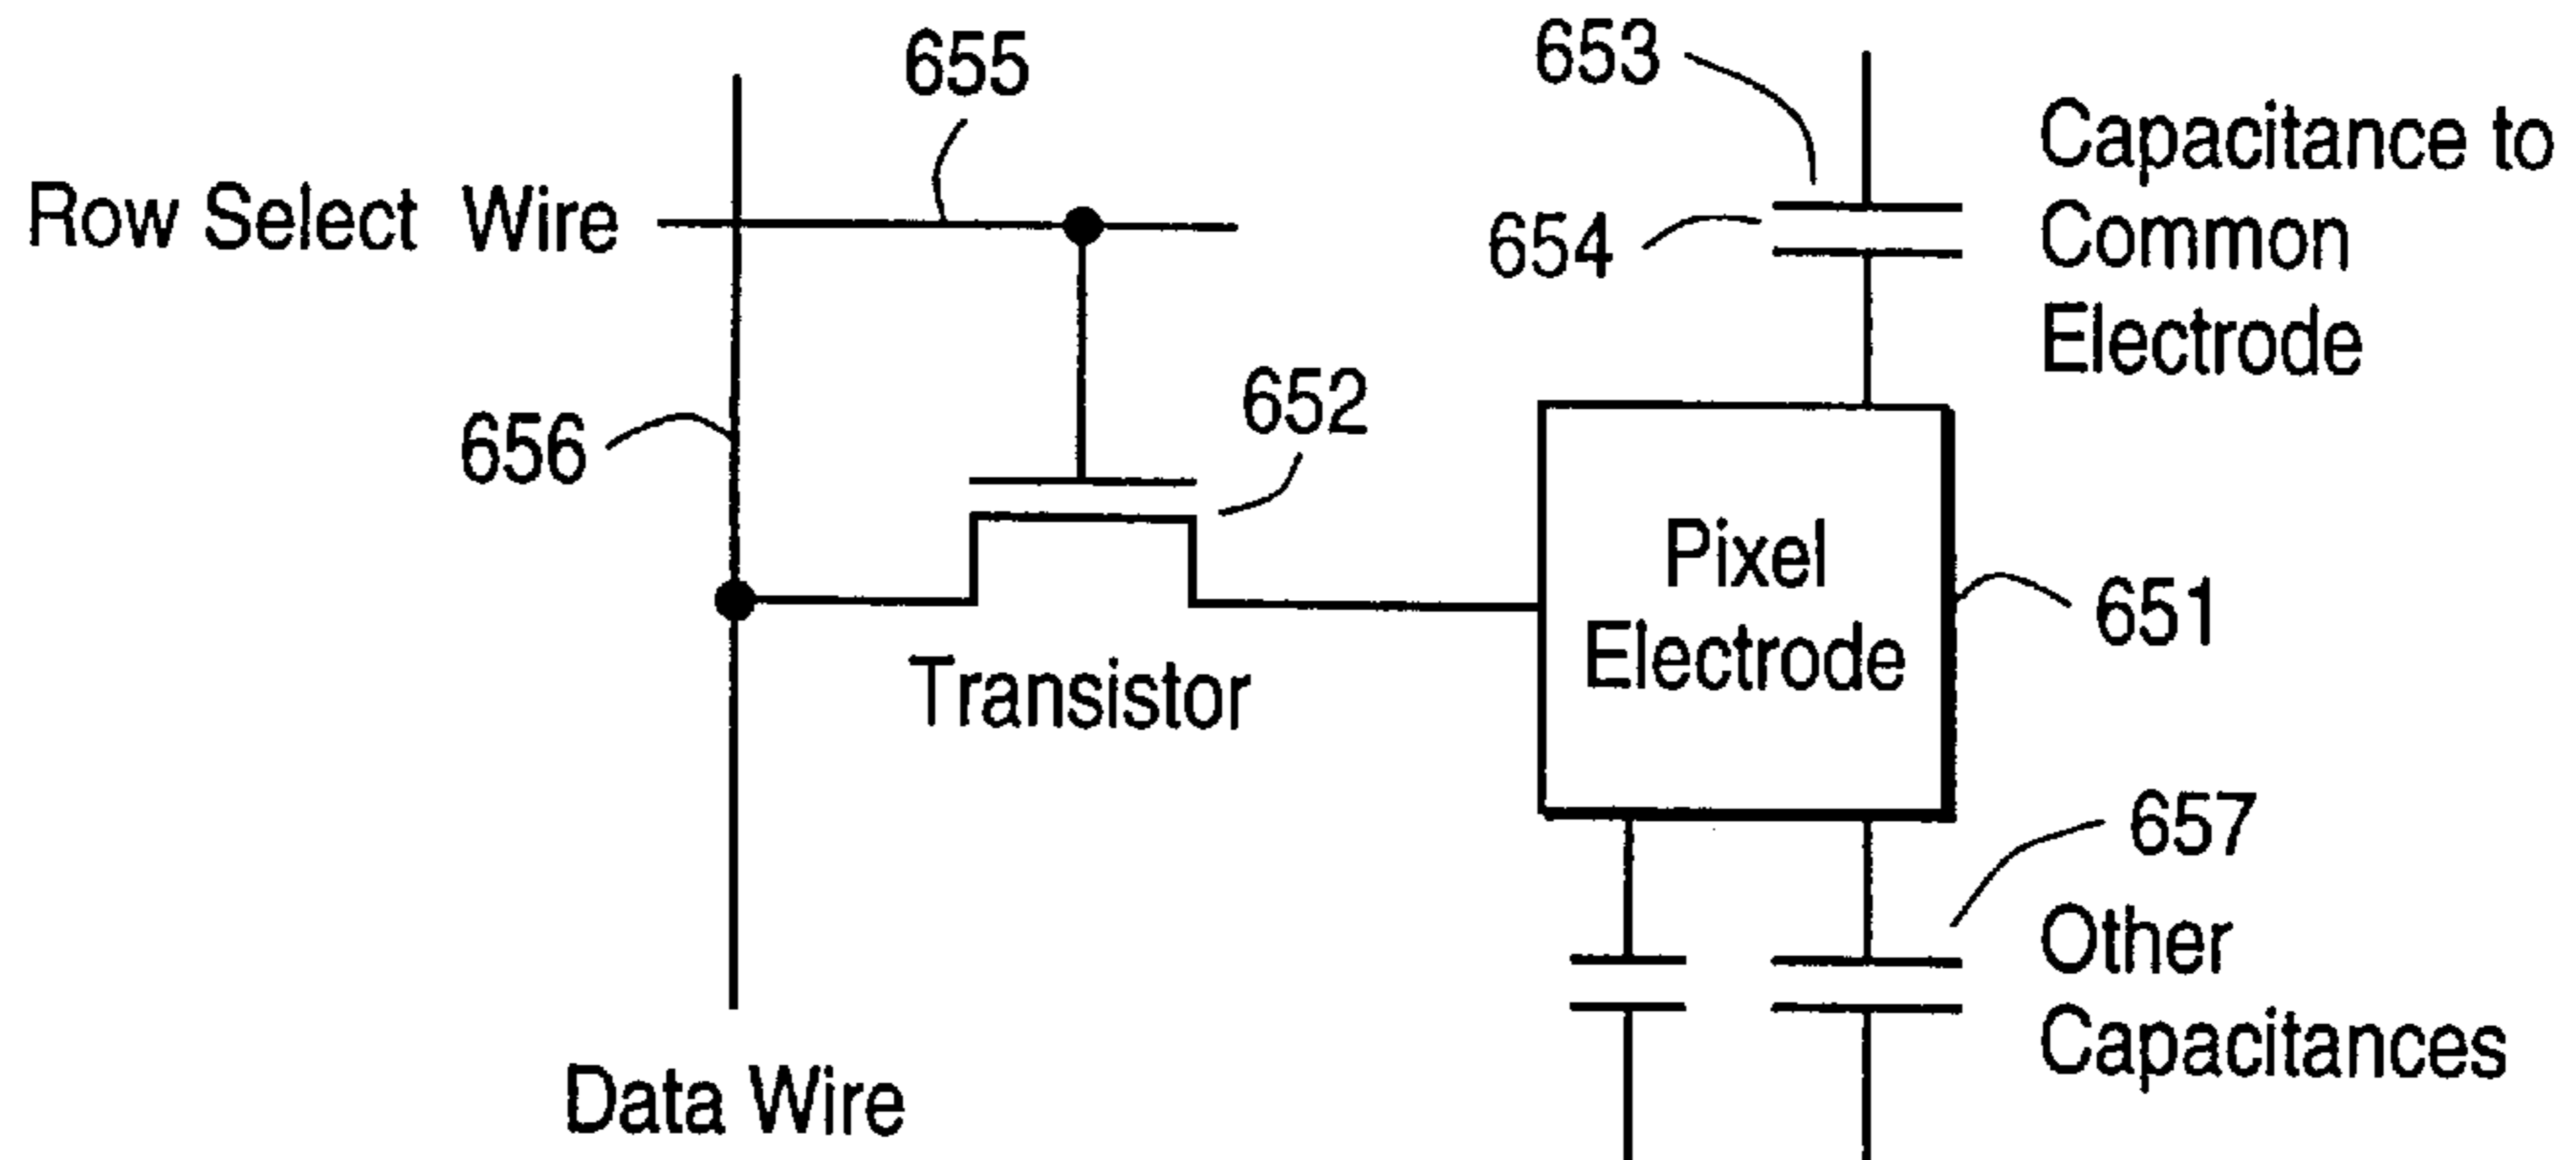 655
653
Capacitance to
Common
Electrode
Row Select Wire
654
652
656
Pixel
Electrode
651
Transistor
657
Other
Capacitances
Data Wire